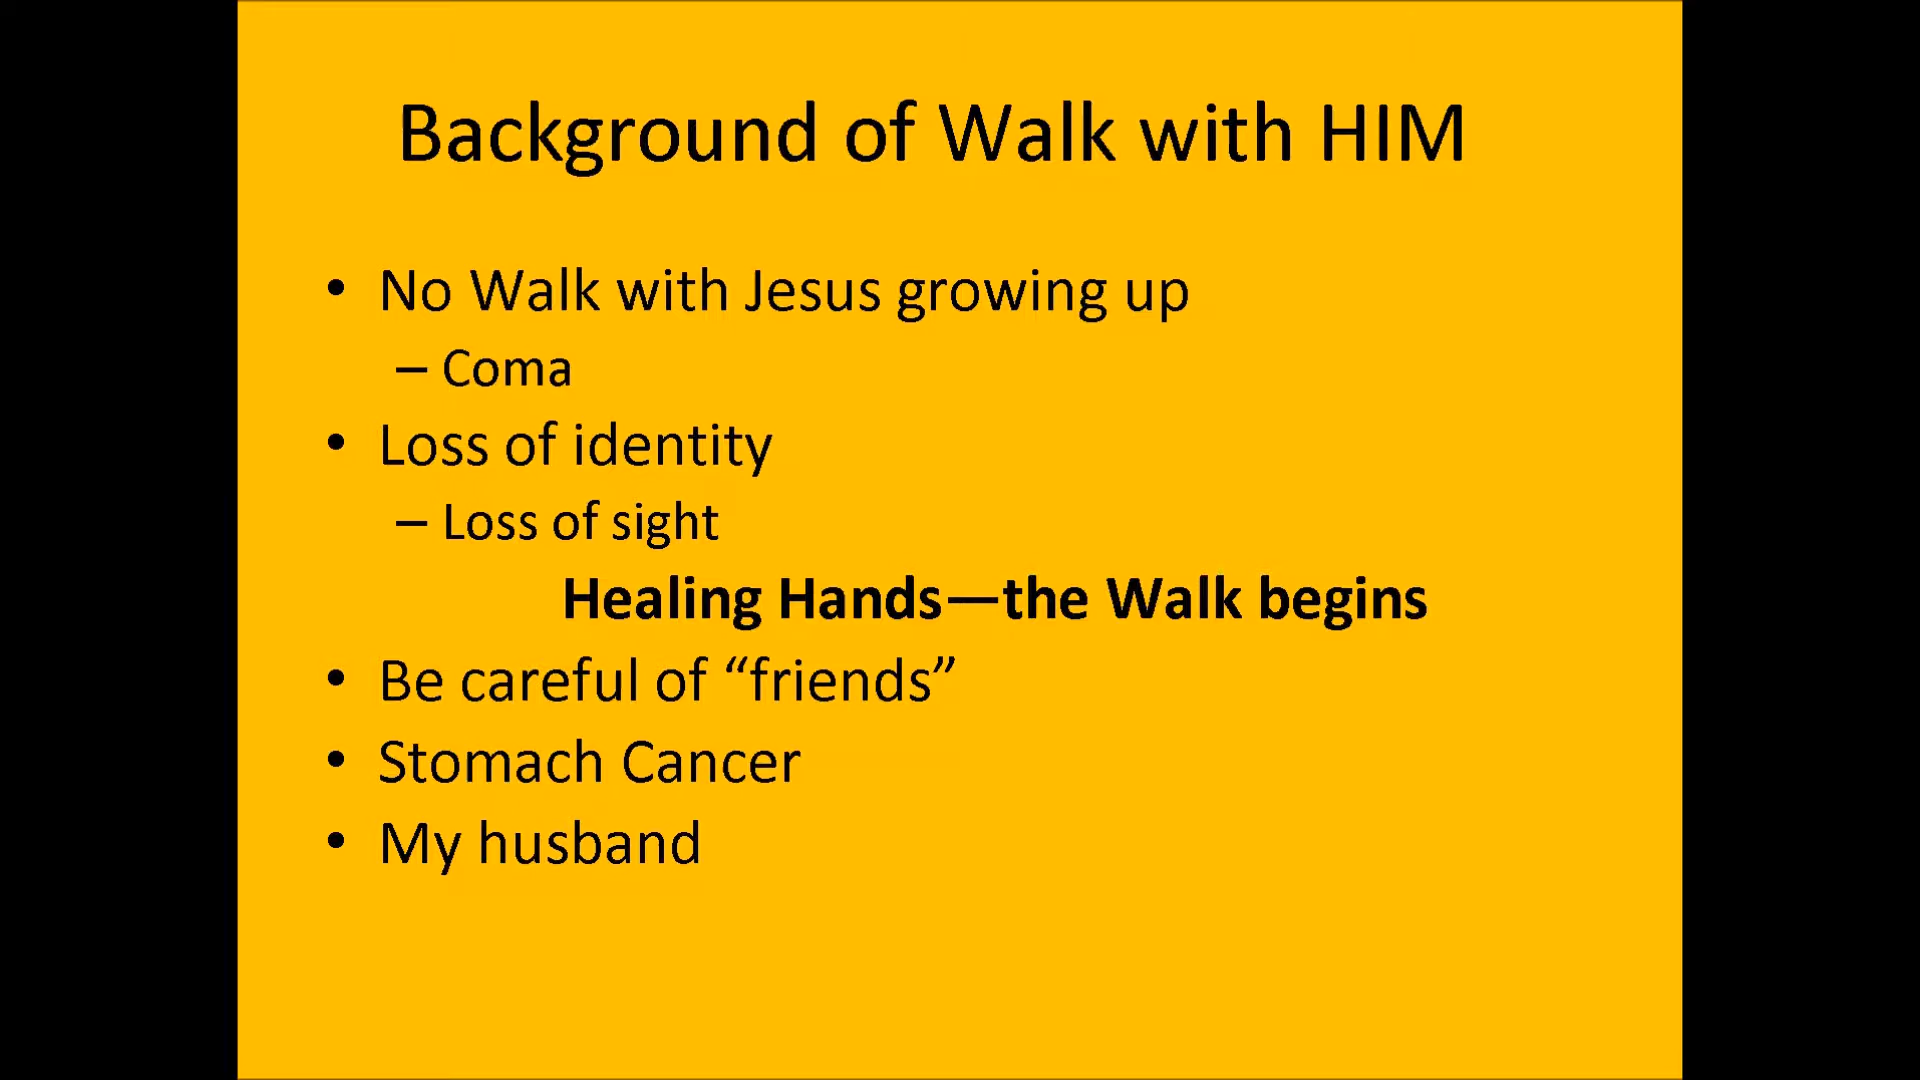 Background of Walk with HIM
• No Walk with Jesus growing up
– Coma
• Loss of identity
– Loss of sight
Healing Hands—the Walk begins
• Be careful of “friends”
• Stomach Cancer
• My husband